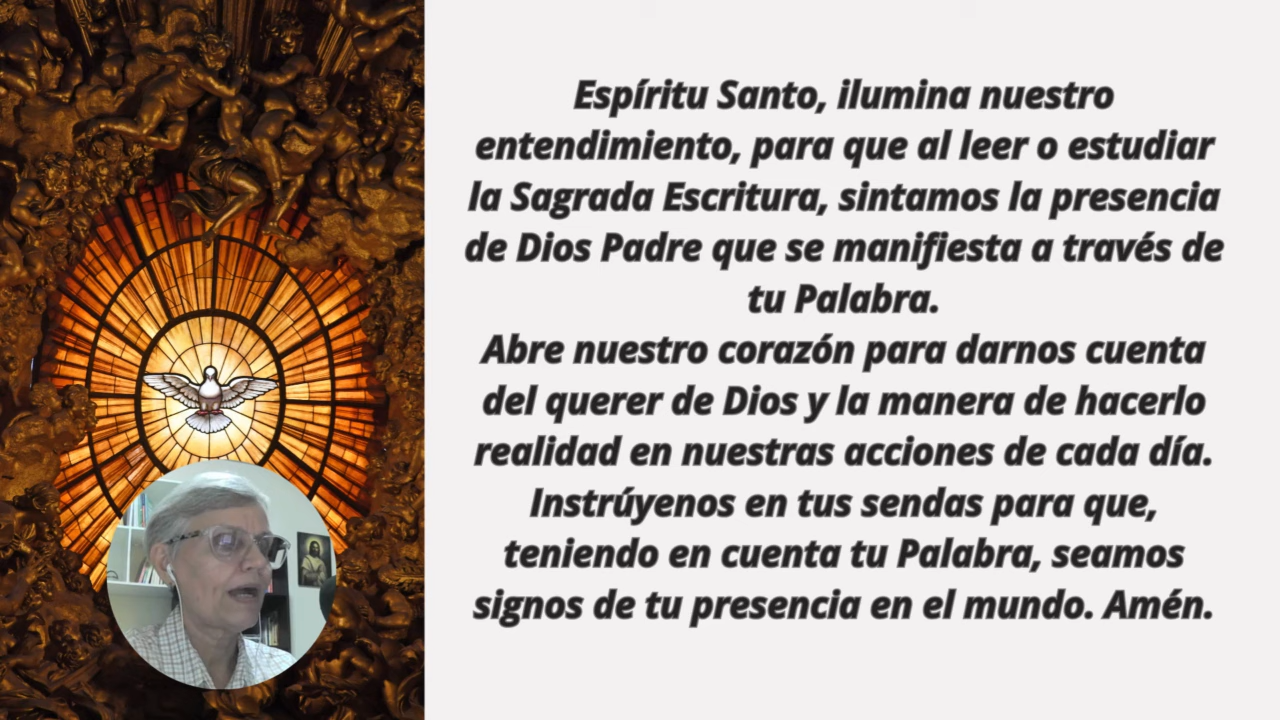 Espíritu Santo, ilumina nuestro
entendimiento, para que al leer o estudiar
la Sagrada Escritura, sintamos la presencia
de Dios Padre que se manifiesta a través de
tu Palabra.
Abre nuestro corazón para darnos cuenta
del querer de Dios y la manera de hacerlo
realidad en nuestras acciones de cada día.
Instrúyenos en tus sendas para que,
teniendo en cuenta tu Palabra, seamos
signos de tu presencia en el mundo. Amén.